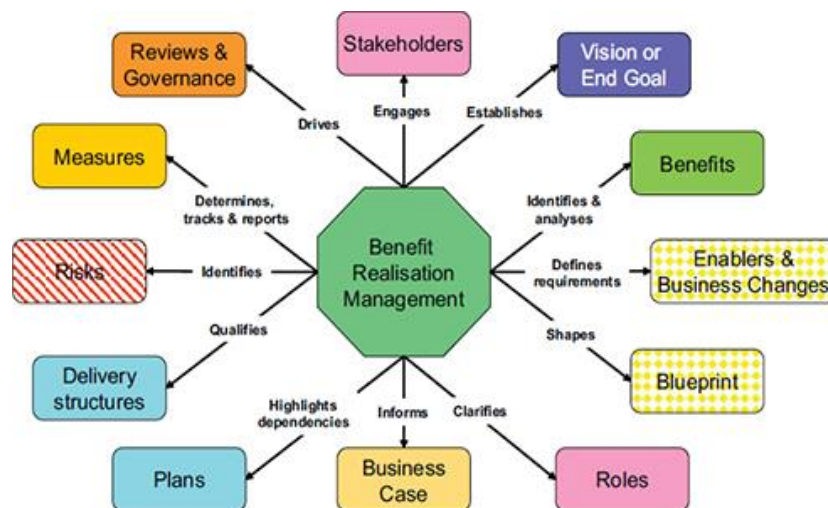 Reviews &
Governance
Stakeholders
Vision or
End Goal
Drives
Engages
Establishes
Measures
Benefits
Determines,
tracks & reports
Identifies &
analyses
Benefit
Realisation
Management
Risks
Identifies
Defines
requirements
Enablers &
Business Changes
Qualifies
Shapes
Delivery
structures
Blueprint
Highlights
dependencies
Informs
Clarifies
Plans
Business
Case
Roles